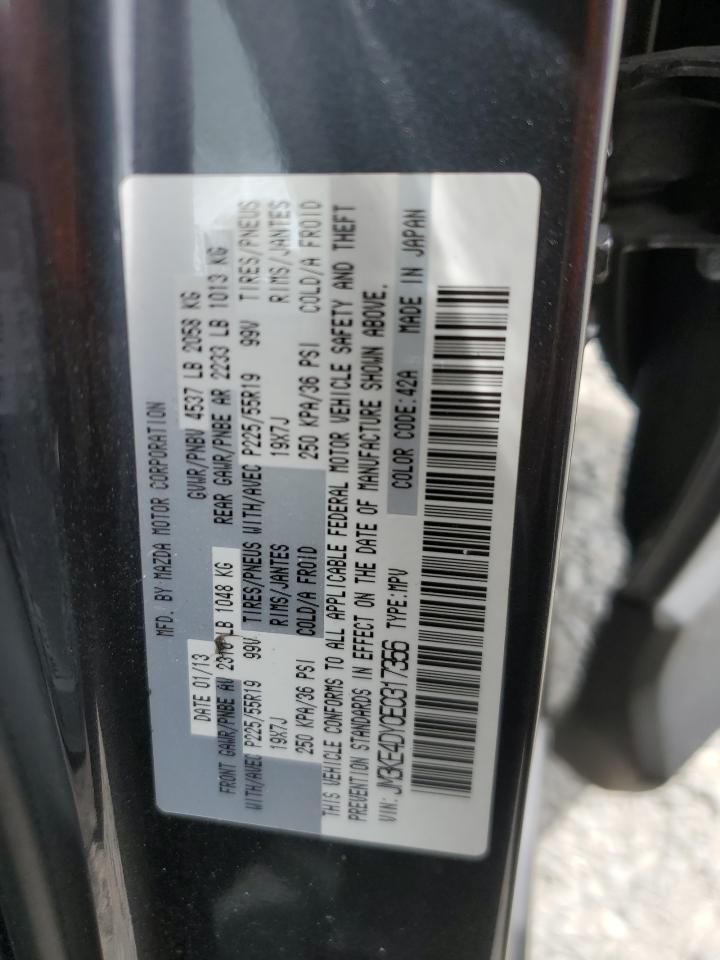 MFD. BY MAZDA MOTOR CORPORATION
DATE 01/13 GVWR/PNBV 4537 LB 2058 KG
FRONT GAWR/PNBE AV 2310 LB 1048 KG REAR GAWR/PNBE AR 2233 LB 1013 KG
WITH/AVEC P225/55R19 99V TIRES/PNEUS WITH/AVEC P225/55R19 99V TIRES/PNEUS
19X7J RIMS/JANTES 19X7J RIMS/JANTES
250 KPA/36 PSI COLD/A FROID 250 KPA/36 PSI COLD/A FROID
THIS VEHICLE CONFORMS TO ALL APPLICABLE FEDERAL MOTOR VEHICLE SAFETY AND THEFT
PREVENTION STANDARDS IN EFFECT ON THE DATE OF MANUFACTURE SHOWN ABOVE.
VIN: JM3KE4DY0E0317356 TYPE:MPV COLOR CODE:42A MADE IN JAPAN